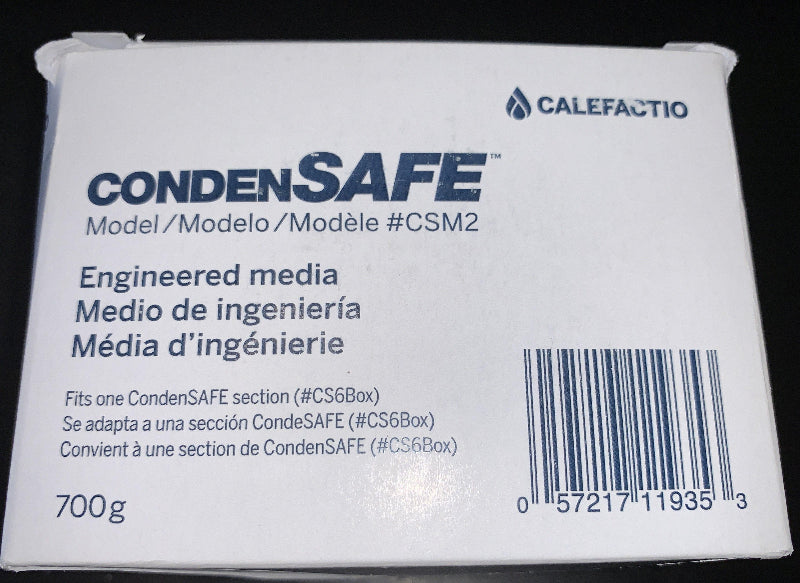 CALEFACTIO
CONDENSAFE™
Model/Modelo/Modèle #CSM2
Engineered media
Medio de ingeniería
Média d'ingénierie
Fits one CondenSAFE section (#CS6Box)
Se adapta a una sección CondeSAFE (#CS6Box)
Convient à une section de CondenSAFE (#CS6Box)
700g
0 57217 11935 3